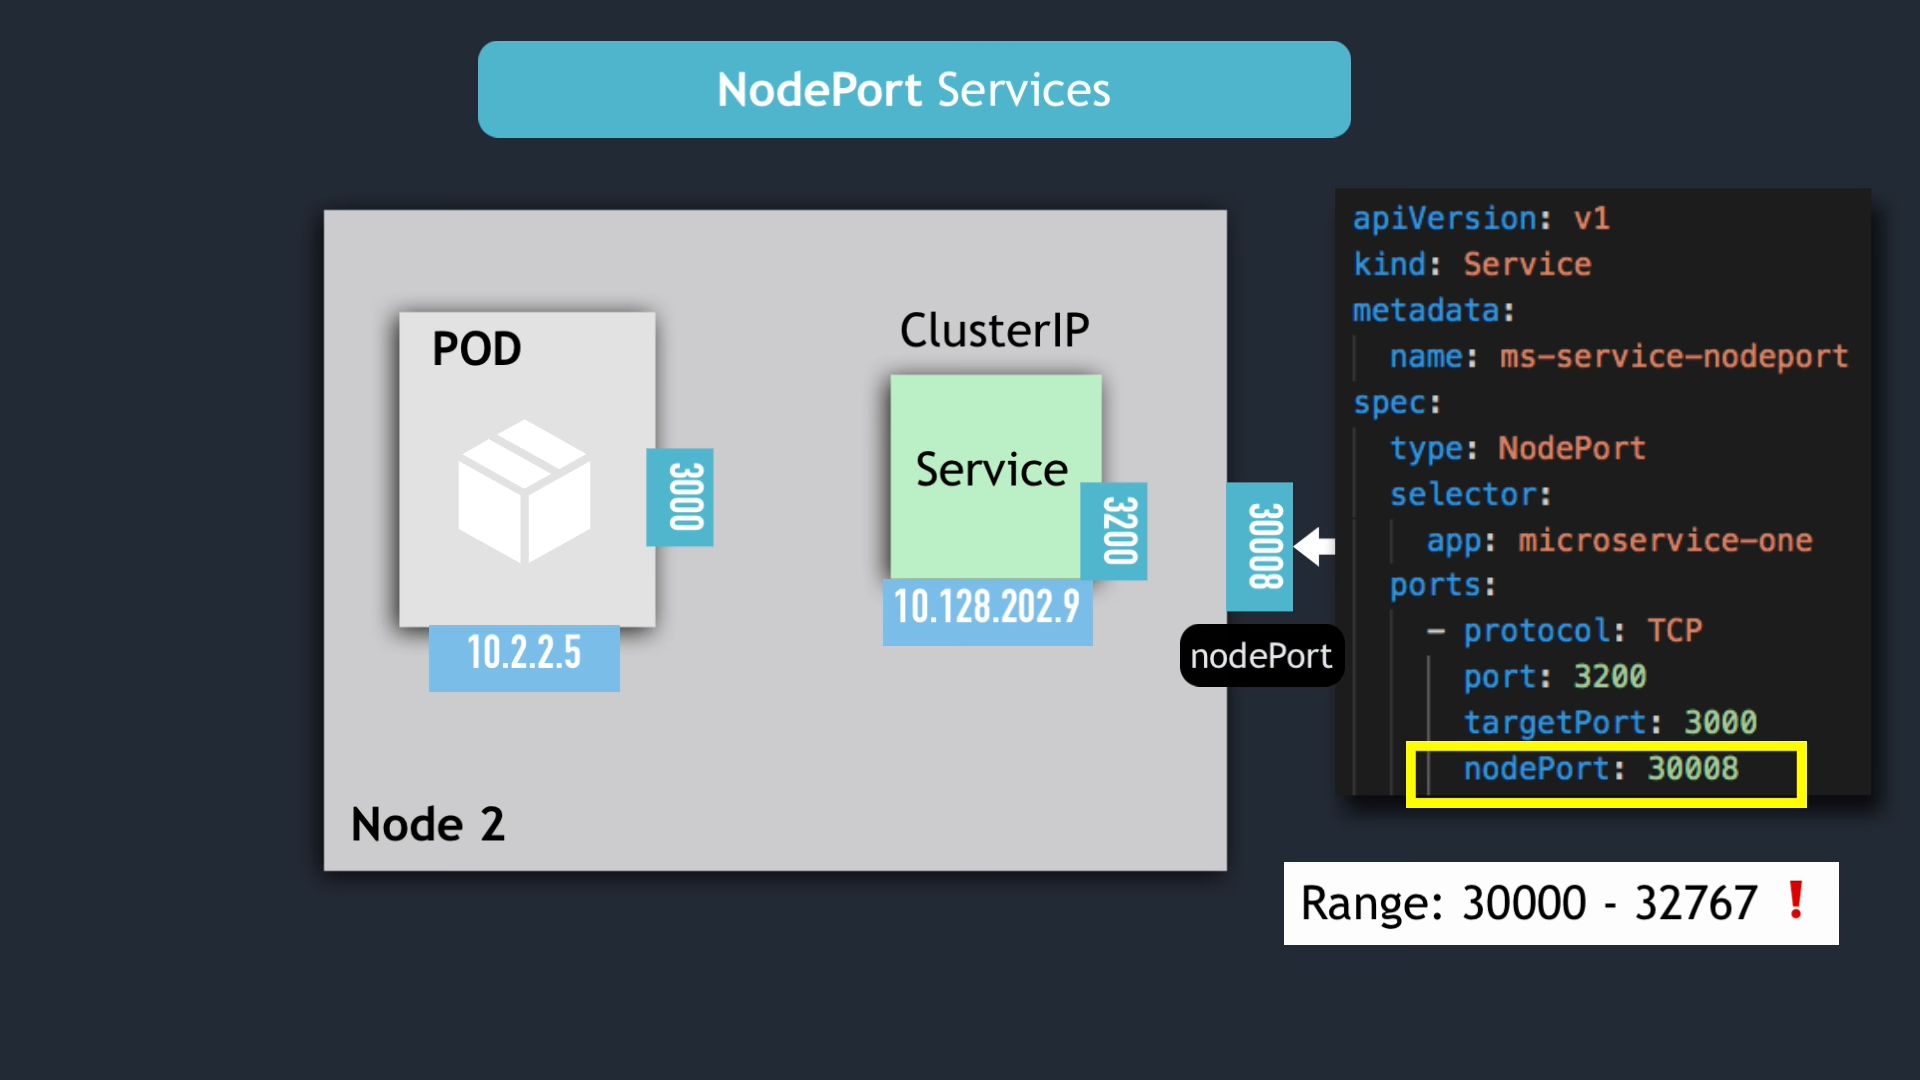 NodePort Services
POD
3000
10.2.2.5
ClusterIP
Service
3200
10.128.202.9
30008
nodePort
Node 2
apiVersion: v1
kind: Service
metadata:
name: ms-service-nodeport
spec:
type: NodePort
selector:
app: microservice-one
ports:
- protocol: TCP
port: 3200
targetPort: 3000
nodePort: 30008
Range: 30000 - 32767 !